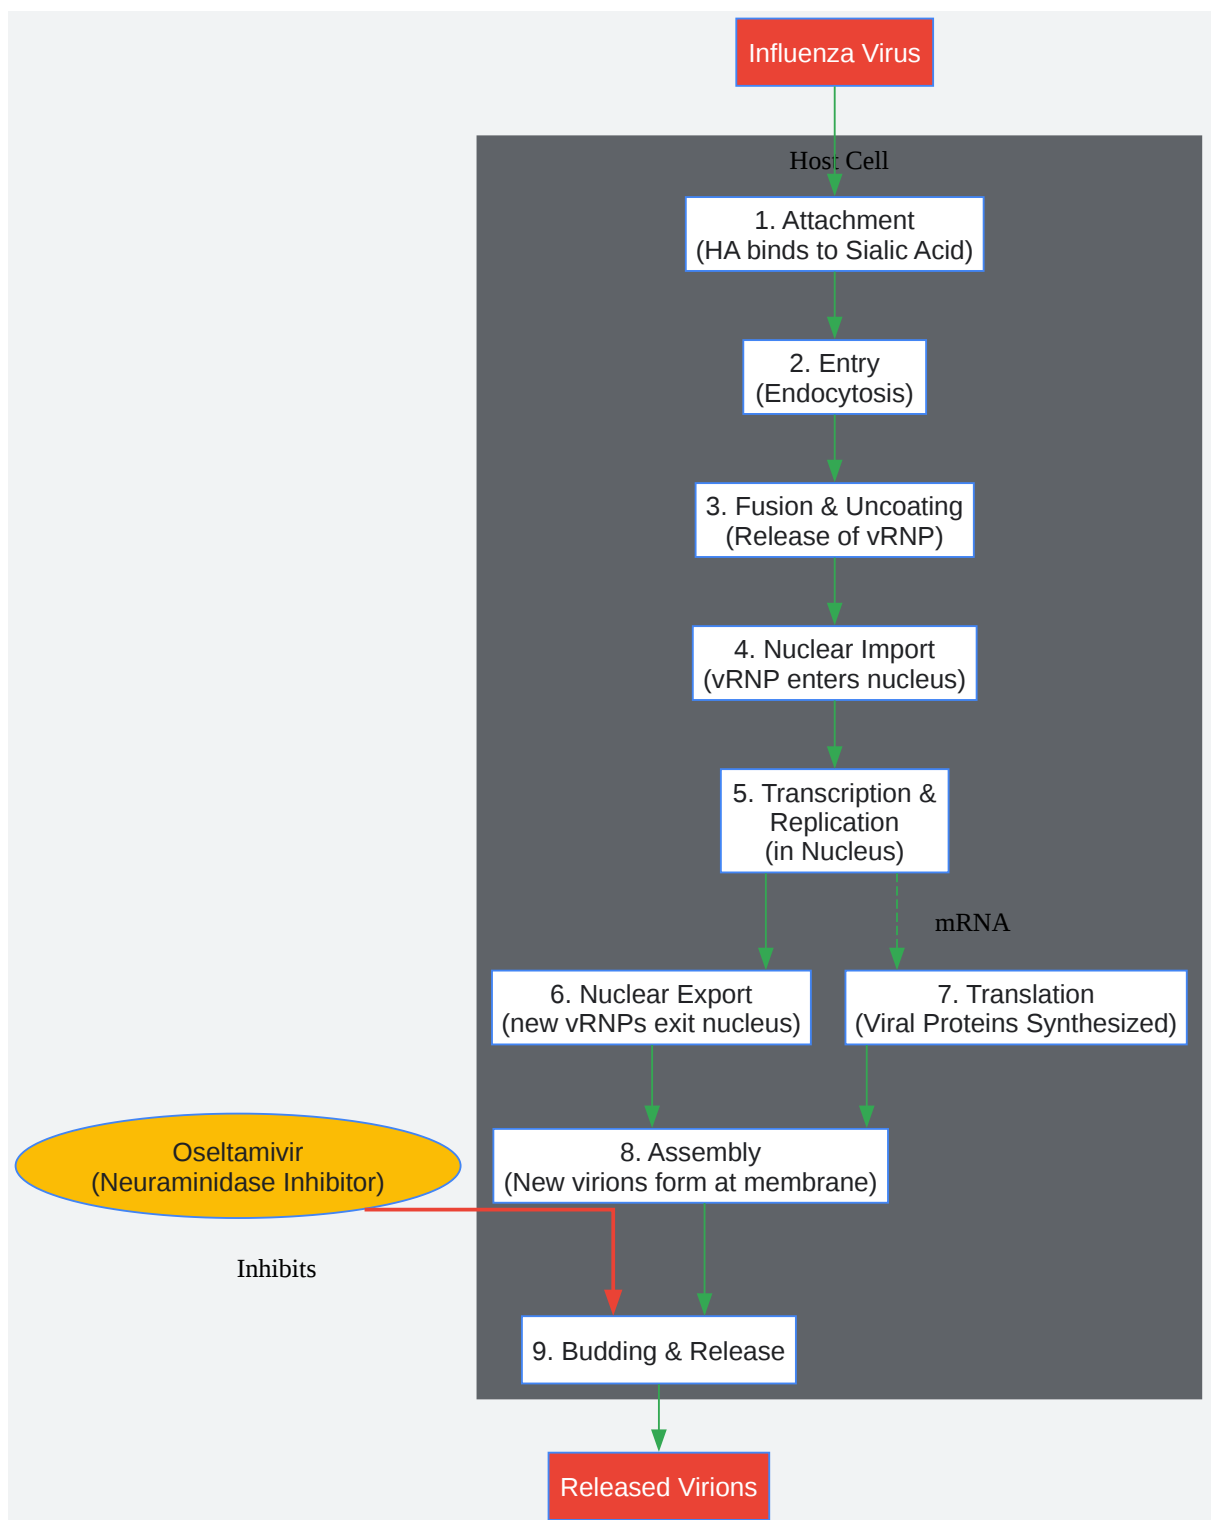 Influenza Virus
Host Cell
1. Attachment
(HA binds to Sialic Acid)
2. Entry
(Endocytosis)
3. Fusion & Uncoating
(Release of vRNP)
4. Nuclear Import
(vRNP enters nucleus)
5. Transcription &
Replication
(in Nucleus)
mRNA
6. Nuclear Export
(new vRNPs exit nucleus)
7. Translation
(Viral Proteins Synthesized)
Oseltamivir
(Neuraminidase Inhibitor)
8. Assembly
(New virions form at membrane)
Inhibits
9. Budding & Release
Released Virions